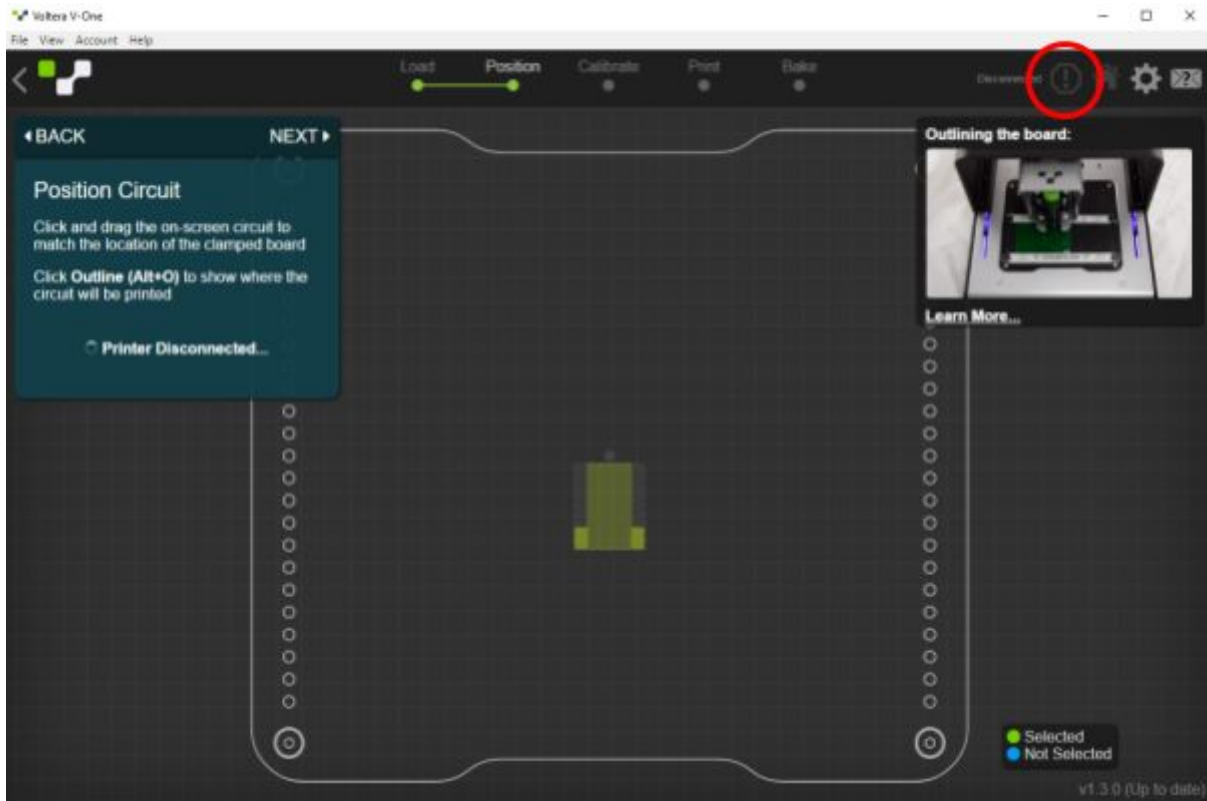 Voltera V-One
File View Account Help
Load Position Calibrate Print Bake
Disconnected
BACK NEXT
Position Circuit
Click and drag the on-screen circuit to
match the location of the clamped board
Click Outline (Alt+O) to show where the
circuit will be printed
Printer Disconnected...
Outlining the board:
Learn More...
Selected
Not Selected
v1.3.0 (Up to date)